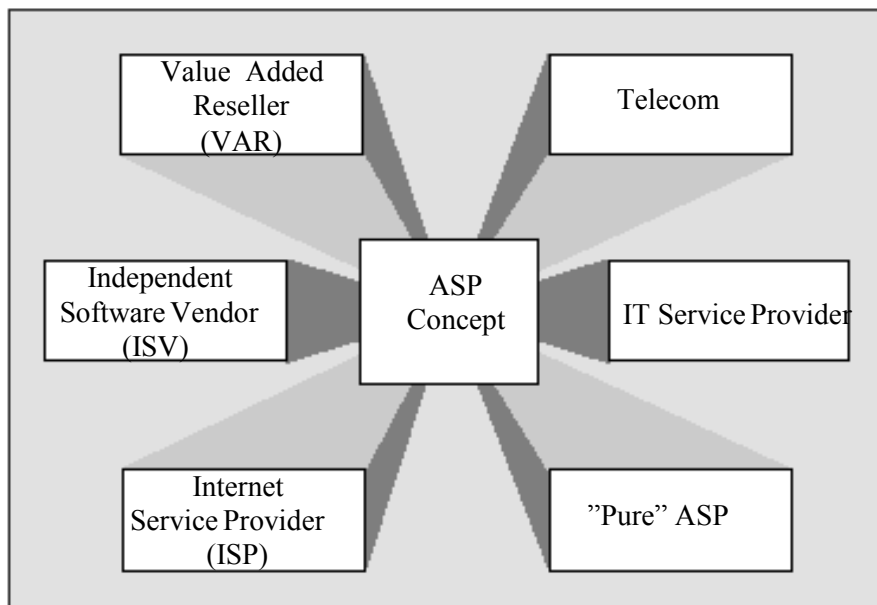 Value Added
Reseller
(VAR)
Telecom
Independent
Software Vendor
(ISV)
ASP
Concept
IT Service Provider
Internet
Service Provider
(ISP)
”Pure” ASP